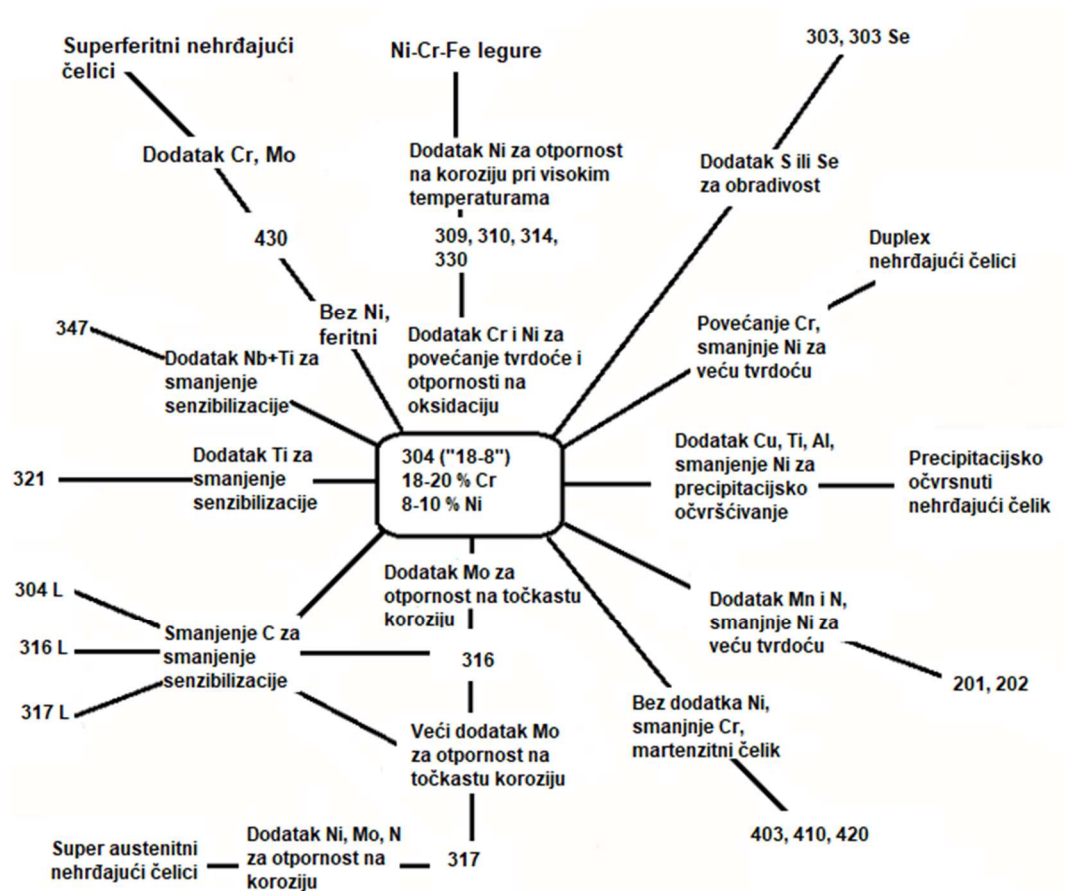 Superferitni nehrđajući
čelici
Ni-Cr-Fe legure
303, 303 Se
Dodatak Cr, Mo
Dodatak Ni za otpornost
na koroziju pri visokim
temperaturama
Dodatak S ili Se
za obradivost
430
309, 310, 314,
330
Duplex
nehrđajući čelici
Bez Ni,
feritni
347
Dodatak Nb+Ti za
smanjenje
senzibilizacije
Dodatak Cr i Ni za
povećanje tvrdoće i
otpornosti na
oksidaciju
Povećanje Cr,
smanjnje Ni za
veću tvrdoću
321
Dodatak Ti za
smanjenje
senzibilizacije
304 ("18-8")
18-20 % Cr
8-10 % Ni
Dodatak Cu, Ti, Al,
smanjenje Ni za
precipitacijsko
očvršćivanje
Precipitacijsko
očvrsnuti
nehrđajući čelik
Dodatak Mo za
otpornost na točkastu
koroziju
304 L
316 L
317 L
Smanjenje C za
smanjenje
senzibilizacije
316
Dodatak Mn i N,
smanjnje Ni za
veću tvrdoću
201, 202
Veći dodatak Mo
za otpornost na
točkastu koroziju
Bez dodatka Ni,
smanjnje Cr,
martenzitni čelik
403, 410, 420
Super austenitni
nehrđajući čelici
Dodatak Ni, Mo, N
za otpornost na
koroziju
317